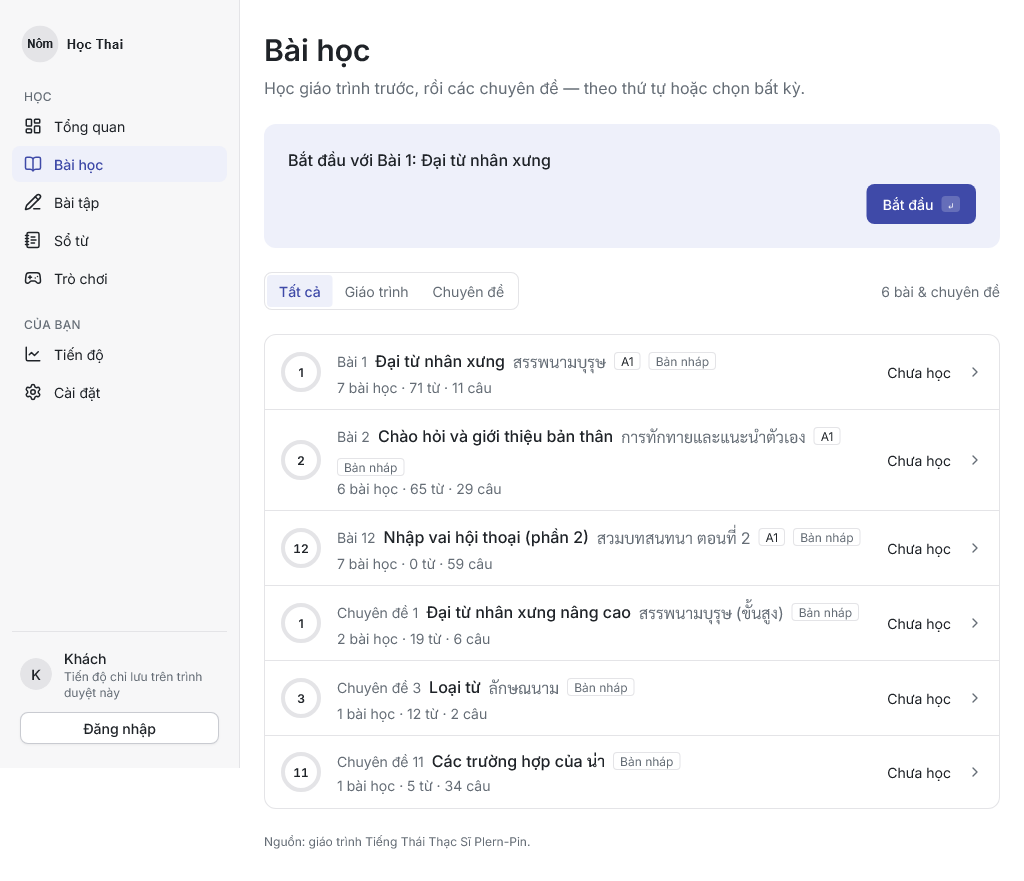 Nôm Học Thai
HỌC
Tổng quan
Bài học
Bài tập
Sổ từ
Trò chơi
CỦA BẠN
Tiến độ
Cài đặt
K
Khách
Tiến độ chỉ lưu trên trình
duyệt này
Đăng nhập
Bài học
Học giáo trình trước, rồi các chuyên đề — theo thứ tự hoặc chọn bất kỳ.
Bắt đầu với Bài 1: Đại từ nhân xưng
Bắt đầu ↵
Tất cả Giáo trình Chuyên đề 6 bài & chuyên đề
1 Bài 1 Đại từ nhân xưng สรรพนามบุรุษ A1 Bản nháp Chưa học
7 bài học · 71 từ · 11 câu
2 Bài 2 Chào hỏi và giới thiệu bản thân การทักทายและแนะนำตัวเอง A1 Chưa học
Bản nháp
6 bài học · 65 từ · 29 câu
12 Bài 12 Nhập vai hội thoại (phần 2) สวมบทสนทนา ตอนที่ 2 A1 Bản nháp Chưa học
7 bài học · 0 từ · 59 câu
1 Chuyên đề 1 Đại từ nhân xưng nâng cao สรรพนามบุรุษ (ขั้นสูง) Bản nháp Chưa học
2 bài học · 19 từ · 6 câu
3 Chuyên đề 3 Loại từ ลักษณนาม Bản nháp Chưa học
1 bài học · 12 từ · 2 câu
11 Chuyên đề 11 Các trường hợp của น่า Bản nháp Chưa học
1 bài học · 5 từ · 34 câu
Nguồn: giáo trình Tiếng Thái Thạc Sĩ Plern-Pin.